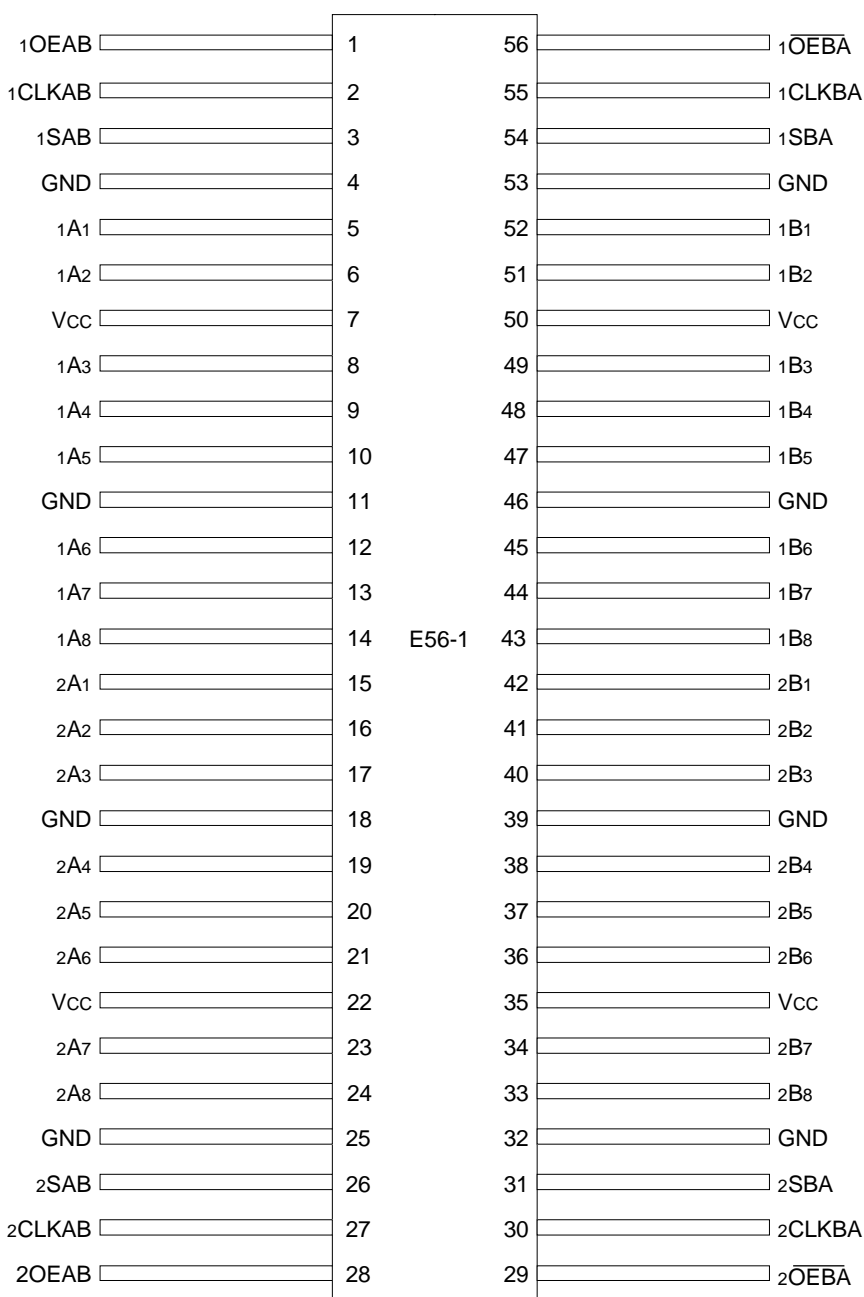 1OEAB 1 56 1OEBA
1CLKAB 2 55 1CLKBA
1SAB 3 54 1SBA
GND 4 53 GND
1A1 5 52 1B1
1A2 6 51 1B2
VCC 7 50 VCC
1A3 8 49 1B3
1A4 9 48 1B4
1A5 10 47 1B5
GND 11 46 GND
1A6 12 45 1B6
1A7 13 44 1B7
1A8 14 E56-1 43 1B8
2A1 15 42 2B1
2A2 16 41 2B2
2A3 17 40 2B3
GND 18 39 GND
2A4 19 38 2B4
2A5 20 37 2B5
2A6 21 36 2B6
VCC 22 35 VCC
2A7 23 34 2B7
2A8 24 33 2B8
GND 25 32 GND
2SAB 26 31 2SBA
2CLKAB 27 30 2CLKBA
2OEAB 28 29 2OEBA